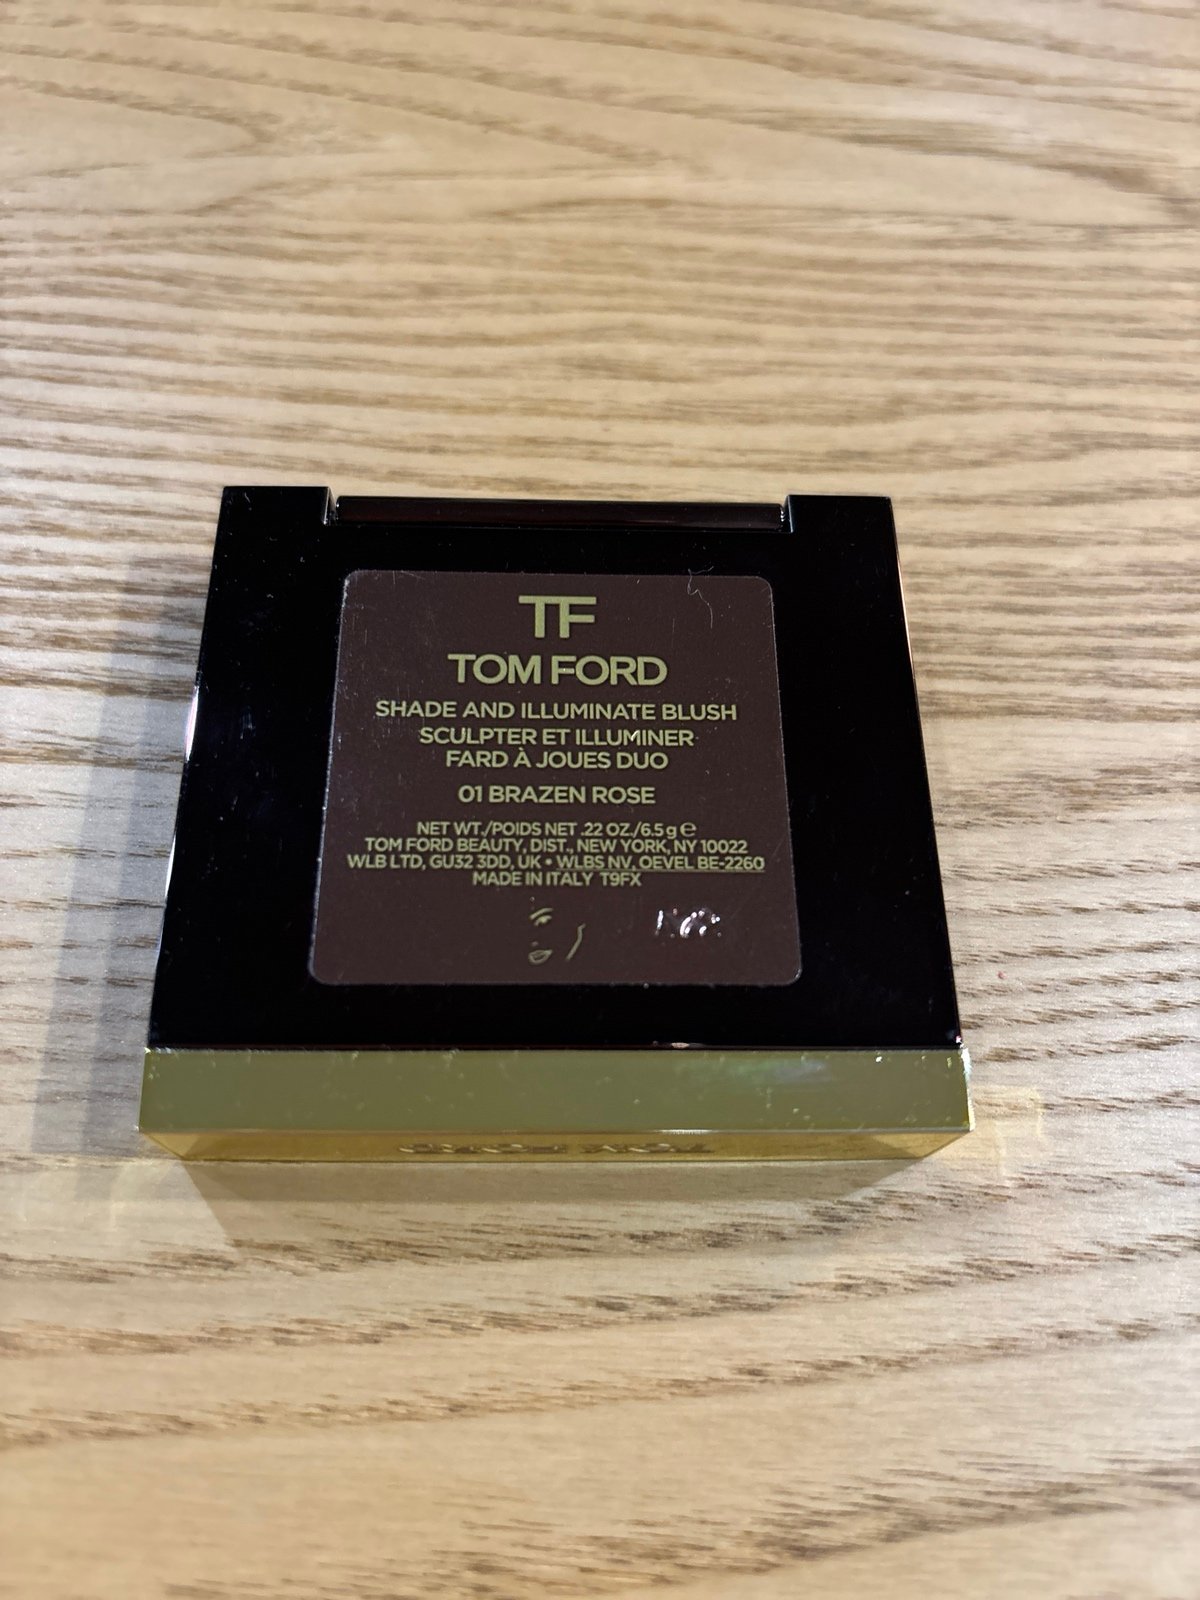 TF
TOM FORD
SHADE AND ILLUMINATE BLUSH
SCULPTER ET ILLUMINER
FARD À JOUES DUO
01 BRAZEN ROSE
NET WT./POIDS NET .22 OZ./6.5 g ℮
TOM FORD BEAUTY, DIST., NEW YORK, NY 10022
WLB LTD, GU32 3DD, UK • WLBS NV, OEVEL BE-2260
MADE IN ITALY T9FX
TOM FORD